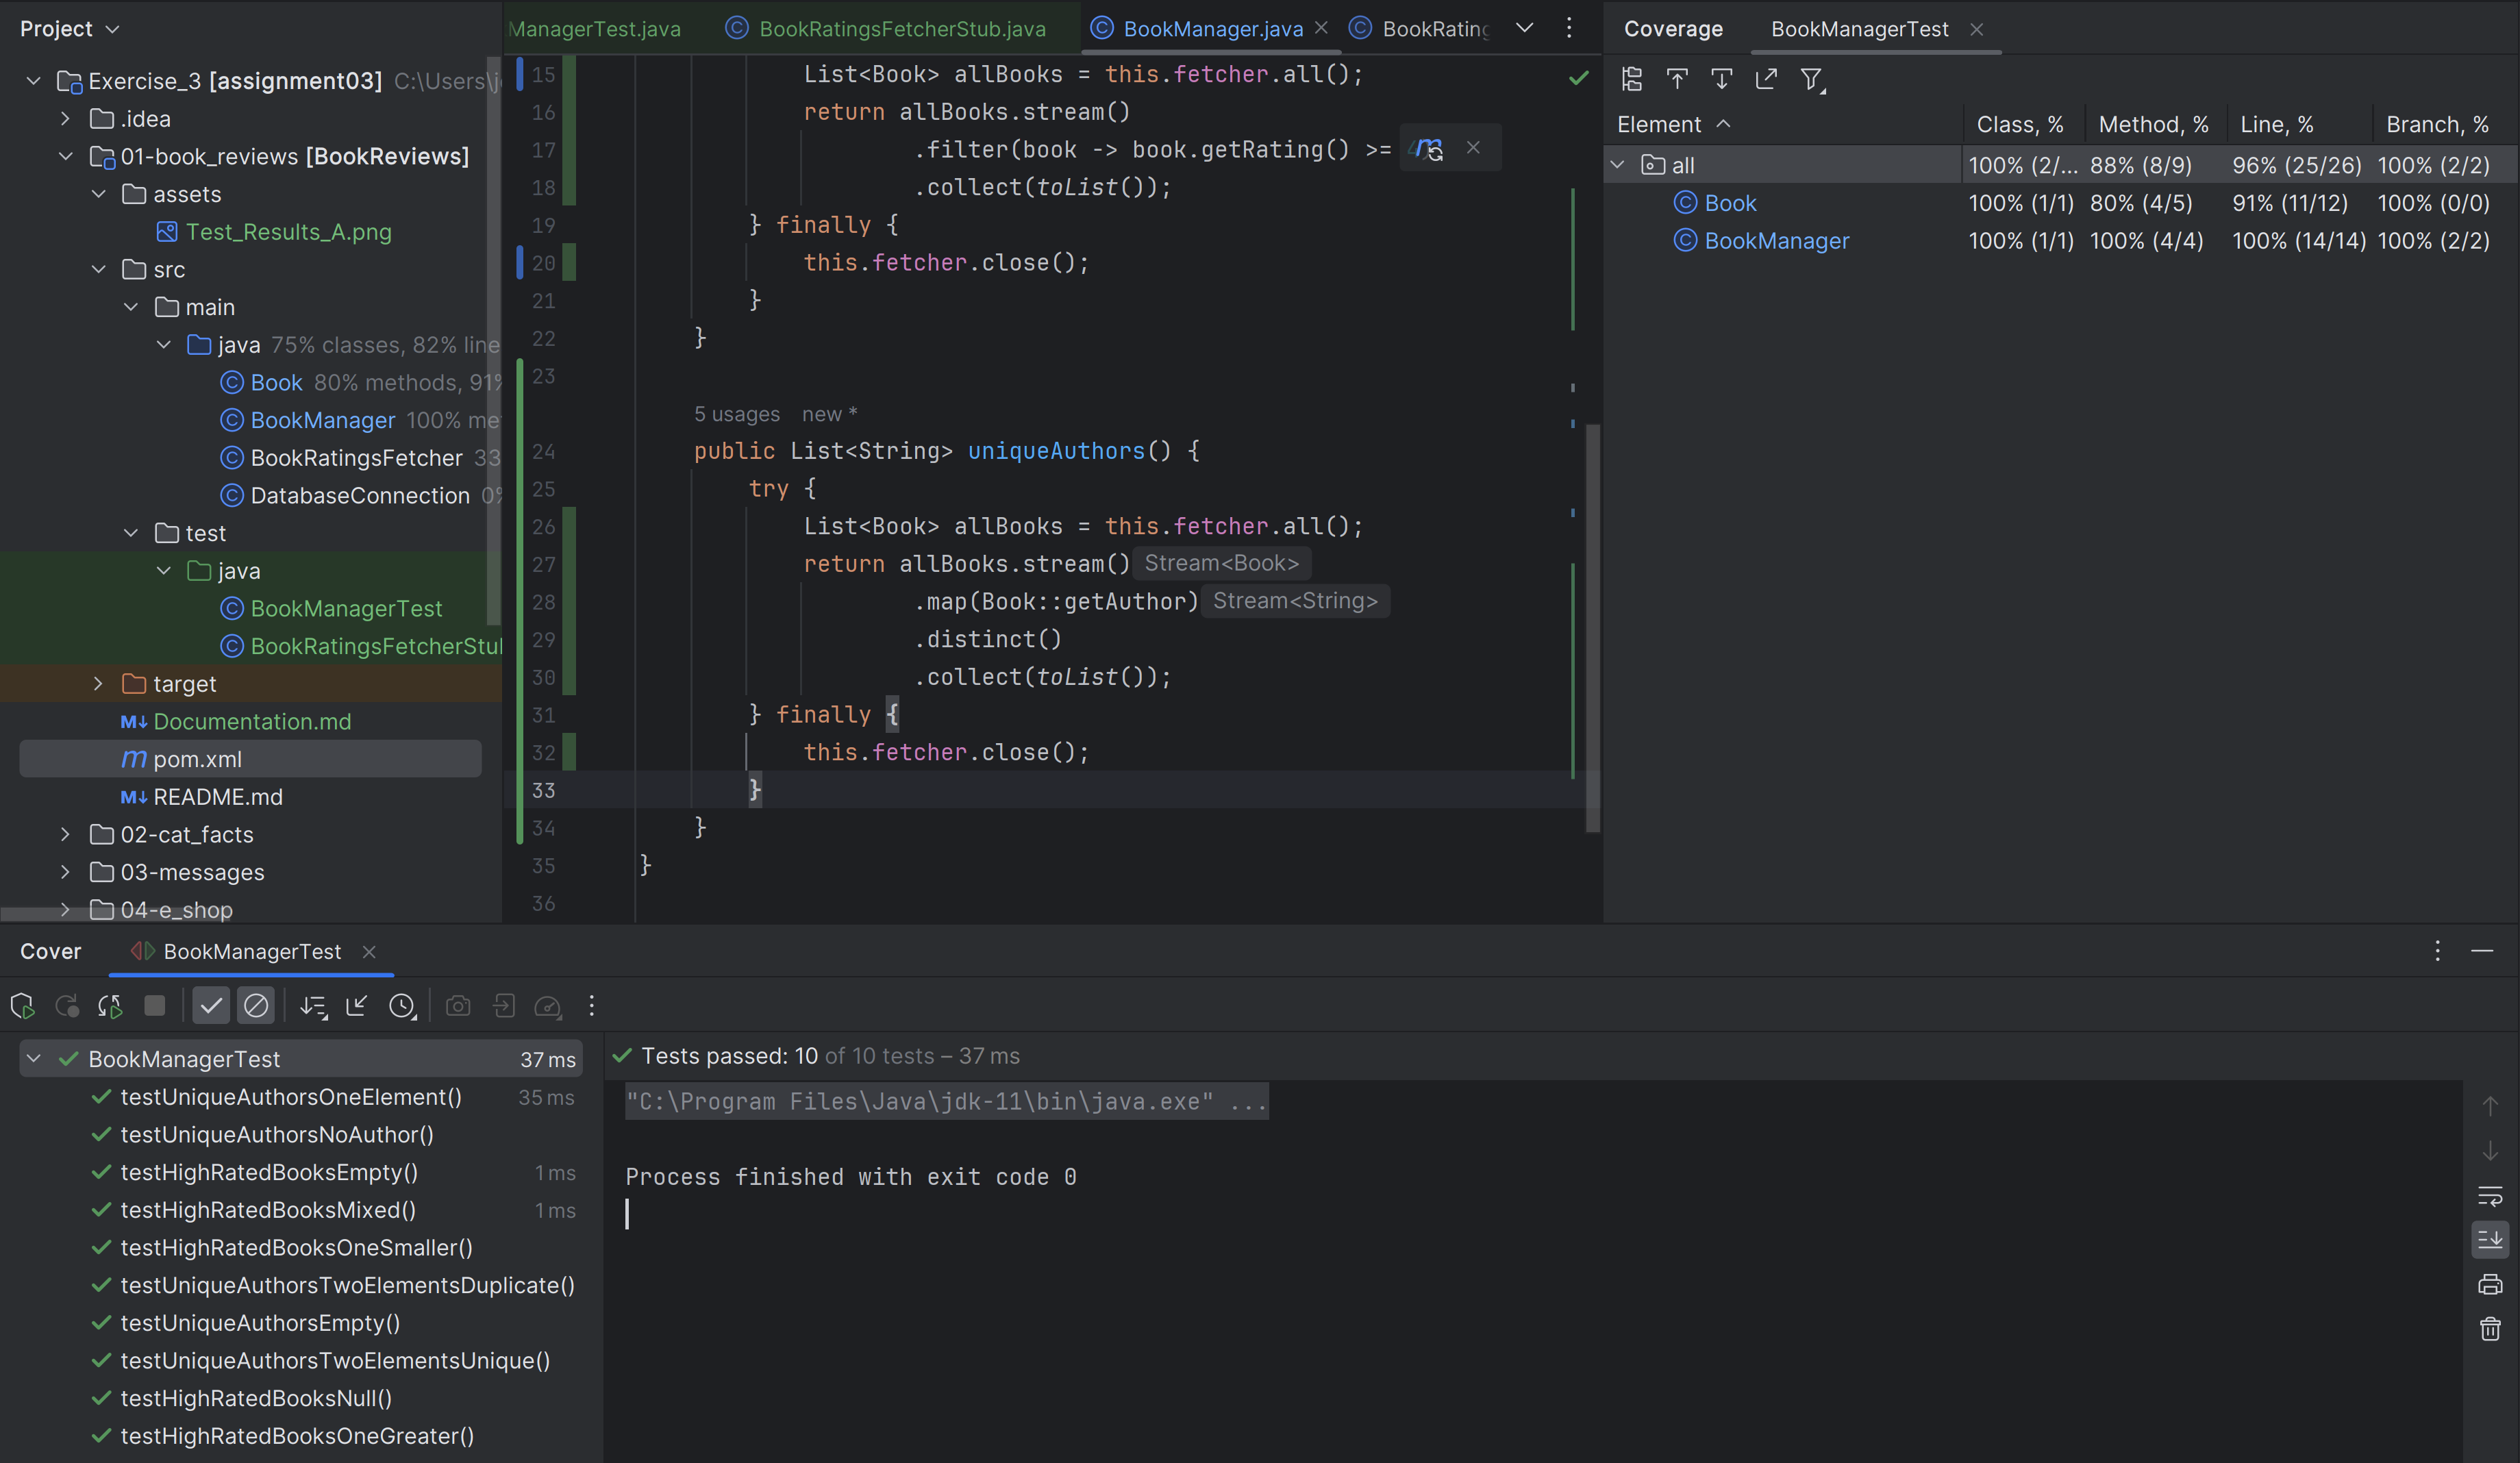 Project
Exercise_3 [assignment03] C:\Users\j
.idea
01-book_reviews [BookReviews]
assets
Test_Results_A.png
src
main
java 75% classes, 82% line
Book 80% methods, 91%
BookManager 100% me
BookRatingsFetcher 33
DatabaseConnection 0%
test
java
BookManagerTest
BookRatingsFetcherStu
target
Documentation.md
pom.xml
README.md
02-cat_facts
03-messages
04-e_shop
ManagerTest.java BookRatingsFetcherStub.java BookManager.java BookRating
15 List<Book> allBooks = this.fetcher.all();
16 return allBooks.stream()
17 .filter(book -> book.getRating() >=
18 .collect(toList());
19 } finally {
20 this.fetcher.close();
21 }
22 }
23
5 usages new *
24 public List<String> uniqueAuthors() {
25 try {
26 List<Book> allBooks = this.fetcher.all();
27 return allBooks.stream() Stream<Book>
28 .map(Book::getAuthor) Stream<String>
29 .distinct()
30 .collect(toList());
31 } finally {
32 this.fetcher.close();
33 }
34 }
35 }
36
Coverage BookManagerTest
Element Class, % Method, % Line, % Branch, %
all 100% (2/... 88% (8/9) 96% (25/26) 100% (2/2)
Book 100% (1/1) 80% (4/5) 91% (11/12) 100% (0/0)
BookManager 100% (1/1) 100% (4/4) 100% (14/14) 100% (2/2)
Cover BookManagerTest
BookManagerTest 37 ms
testUniqueAuthorsOneElement() 35 ms
testUniqueAuthorsNoAuthor()
testHighRatedBooksEmpty() 1 ms
testHighRatedBooksMixed() 1 ms
testHighRatedBooksOneSmaller()
testUniqueAuthorsTwoElementsDuplicate()
testUniqueAuthorsEmpty()
testUniqueAuthorsTwoElementsUnique()
testHighRatedBooksNull()
testHighRatedBooksOneGreater()
Tests passed: 10 of 10 tests – 37 ms
"C:\Program Files\Java\jdk-11\bin\java.exe" ...
Process finished with exit code 0